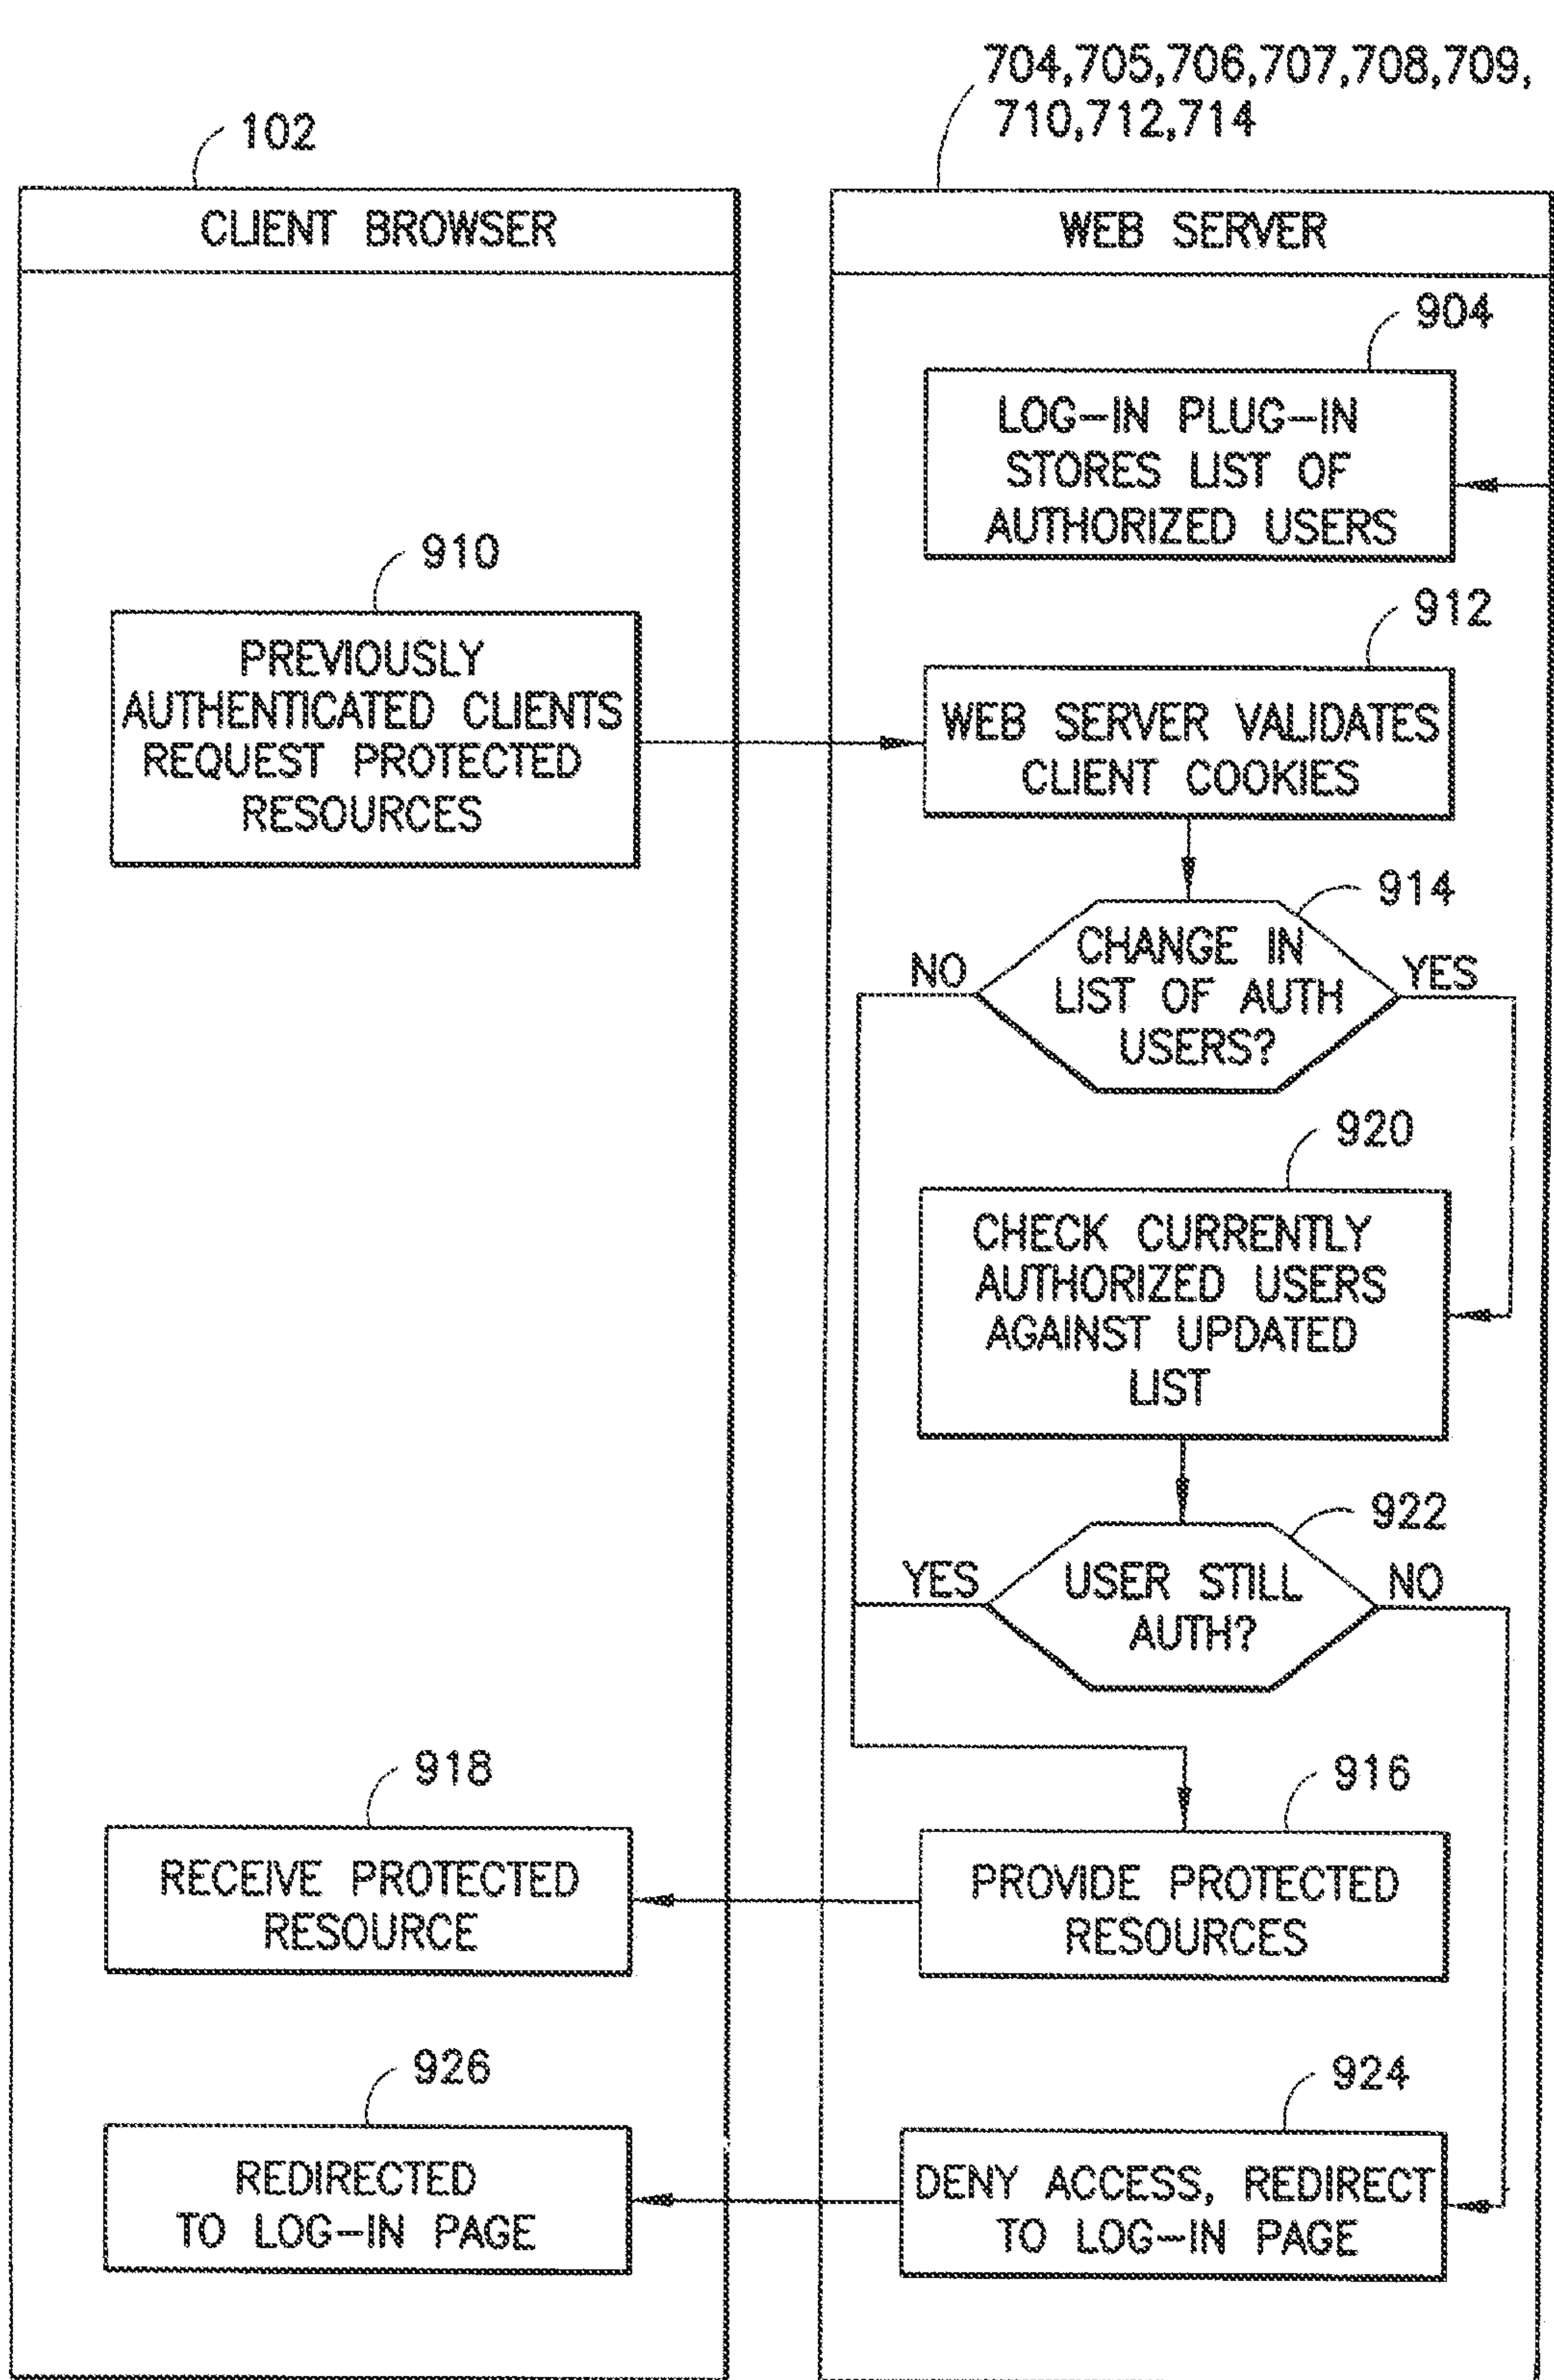 704,705,706,707,708,709,
710,712,714
102
CLIENT BROWSER
WEB SERVER
904
LOG-IN PLUG-IN
STORES LIST OF
AUTHORIZED USERS
910
PREVIOUSLY
AUTHENTICATED CLIENTS
REQUEST PROTECTED
RESOURCES
912
WEB SERVER VALIDATES
CLIENT COOKIES
914
CHANGE IN
LIST OF AUTH
USERS?
NO
YES
920
CHECK CURRENTLY
AUTHORIZED USERS
AGAINST UPDATED
LIST
922
USER STILL
AUTH?
YES
NO
918
RECEIVE PROTECTED
RESOURCE
916
PROVIDE PROTECTED
RESOURCES
926
REDIRECTED
TO LOG-IN PAGE
924
DENY ACCESS, REDIRECT
TO LOG-IN PAGE